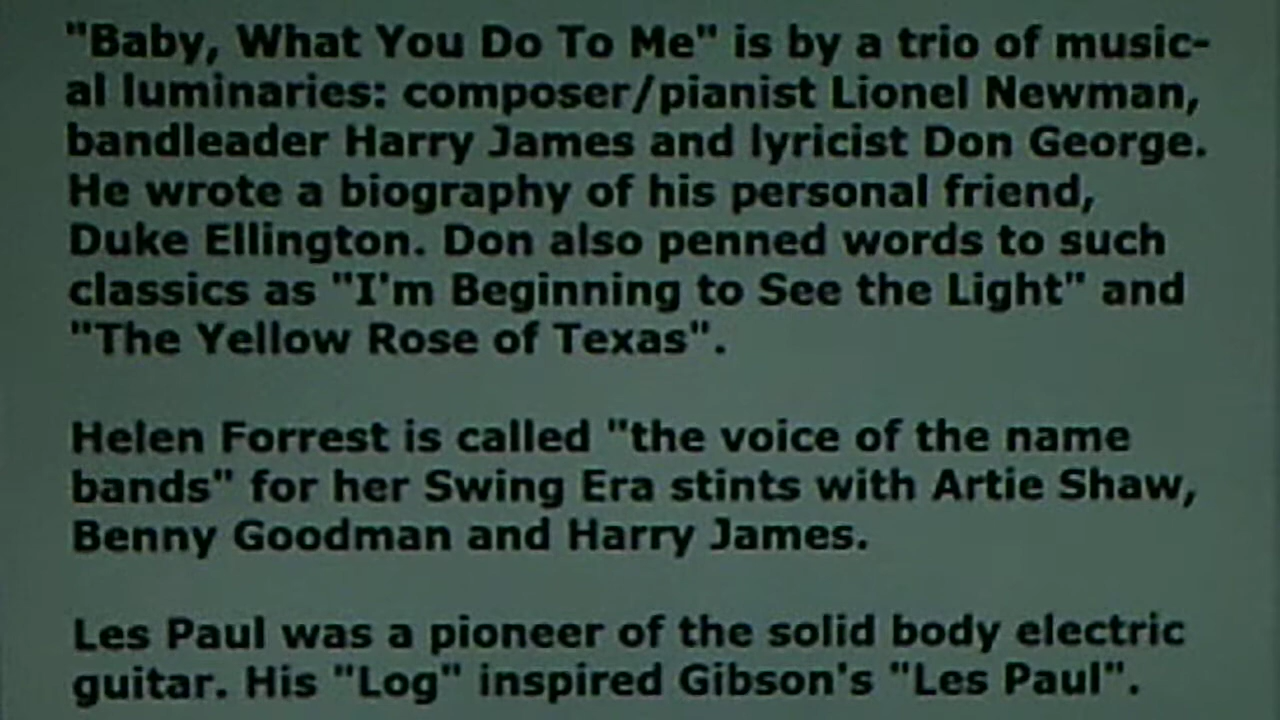 "Baby, What You Do To Me" is by a trio of music-
al luminaries: composer/pianist Lionel Newman,
bandleader Harry James and lyricist Don George.
He wrote a biography of his personal friend,
Duke Ellington. Don also penned words to such
classics as "I'm Beginning to See the Light" and
"The Yellow Rose of Texas".
Helen Forrest is called "the voice of the name
bands" for her Swing Era stints with Artie Shaw,
Benny Goodman and Harry James.
Les Paul was a pioneer of the solid body electric
guitar. His "Log" inspired Gibson's "Les Paul".